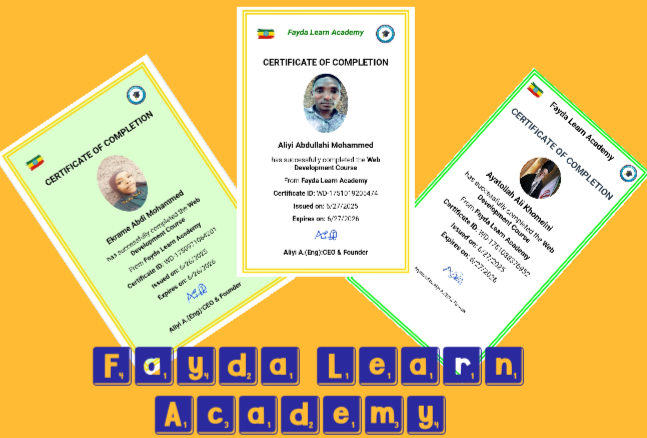 Fayda Learn Academy
CERTIFICATE OF COMPLETION
Aliyi Abdullahi Mohammed
has successfully completed the Web
Development Course
From Fayda Learn Academy
Certificate ID: WD-1751019203474
Issued on: 6/27/2025
Expires on: 6/27/2026
Aliyi A.(Eng):CEO & Founder
CERTIFICATE OF COMPLETION
Ekrame Abdi Mohammed
has successfully completed the Web
Development Course
From Fayda Learn Academy
Certificate ID:
Issued on: 6/26/2025
Expires on: 6/26/2026
Aliyi A.(Eng):CEO & Founder
Fayda Learn Academy
CERTIFICATE OF COMPLETION
Ayatollah Ali Khomeini
has successfully completed the Web
Development Course
From Fayda Learn Academy
Certificate ID:
Issued on: 6/27/2025
Expires on: 6/27/2026
Fayda Learn
Academy